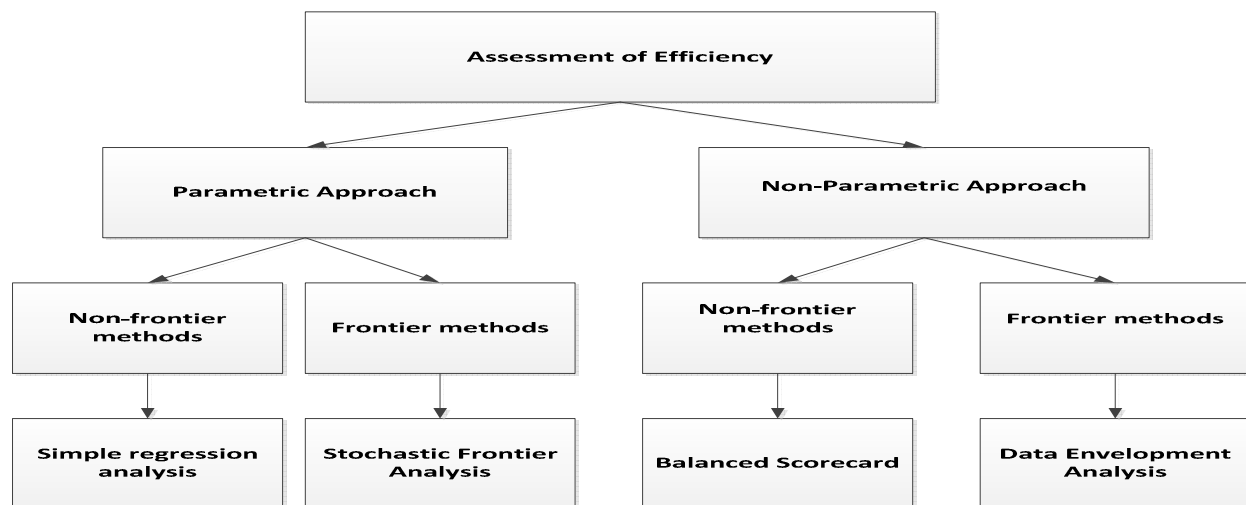 Assessment of Efficiency
Parametric Approach
Non-Parametric Approach
Non-frontier
methods
Frontier methods
Non-frontier
methods
Frontier methods
Simple regression
analysis
Stochastic Frontier
Analysis
Balanced Scorecard
Data Envelopment
Analysis